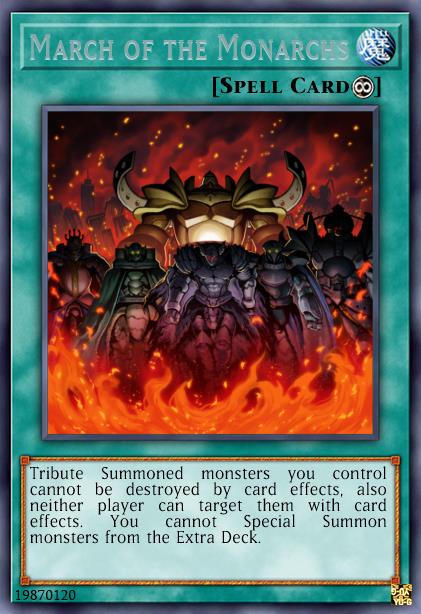 March of the Monarchs 魔
[Spell Card]
Tribute Summoned monsters you control
cannot be destroyed by card effects, also
neither player can target them with card
effects. You cannot Special Summon
monsters from the Extra Deck.
19870120